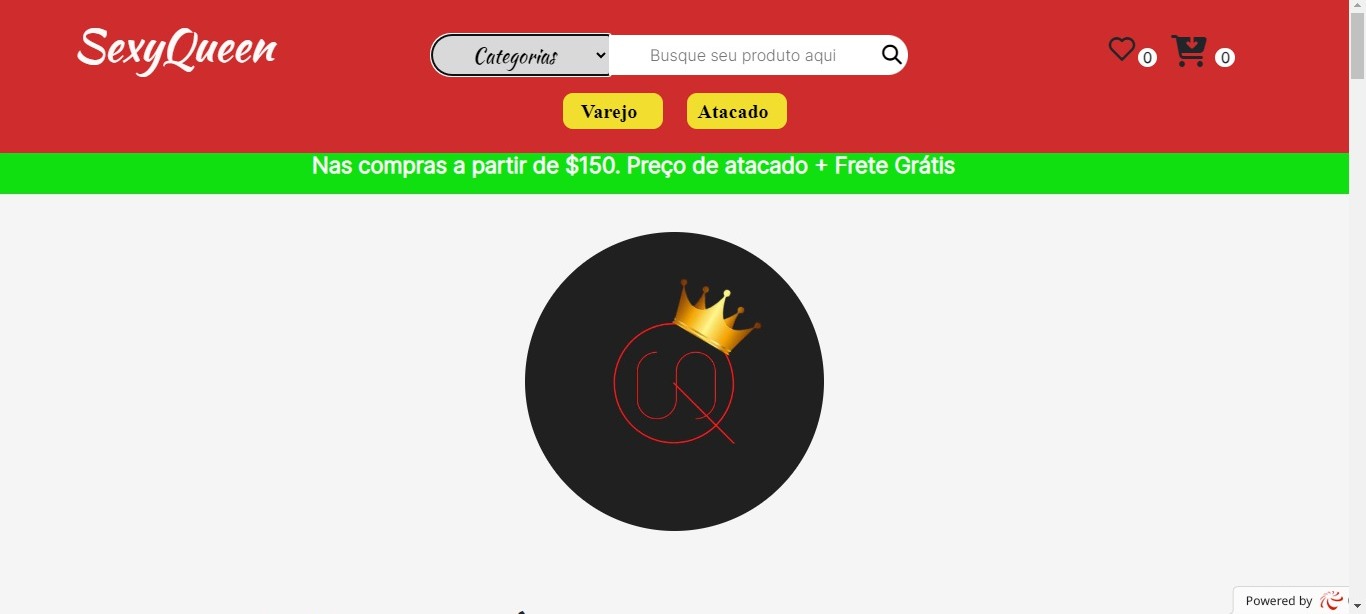 SexyQueen
Categorias
Busque seu produto aqui
0
0
Varejo
Atacado
Nas compras a partir de $150. Preço de atacado + Frete Grátis
Powered by